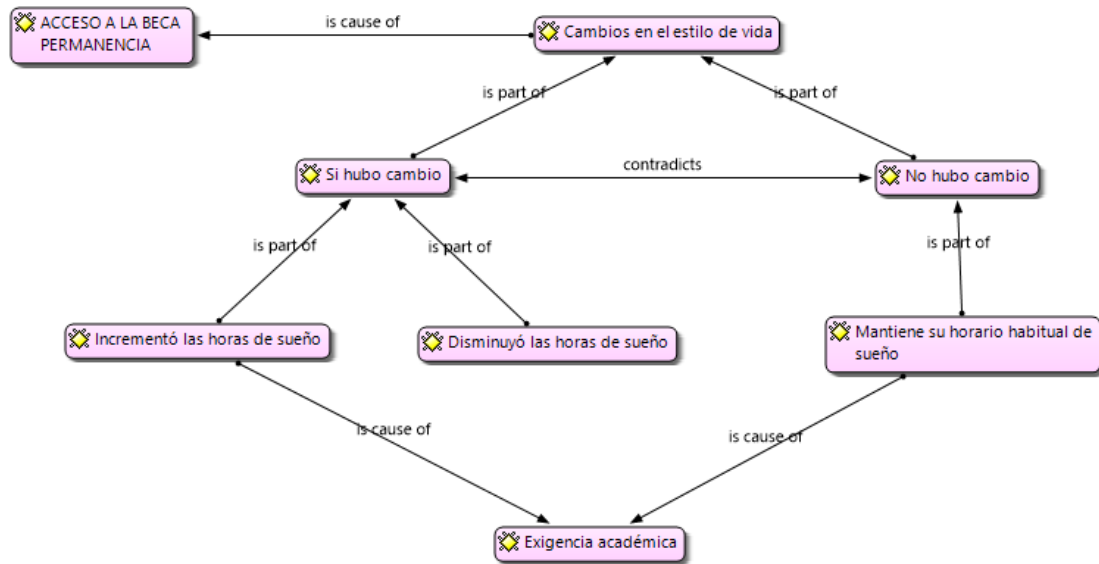 ACCESO A LA BECA
PERMANENCIA
is cause of
Cambios en el estilo de vida
is part of
is part of
Si hubo cambio
contradicts
No hubo cambio
is part of
is part of
is part of
Incrementó las horas de sueño
Disminuyó las horas de sueño
Mantiene su horario habitual de
sueño
is cause of
is cause of
Exigencia académica